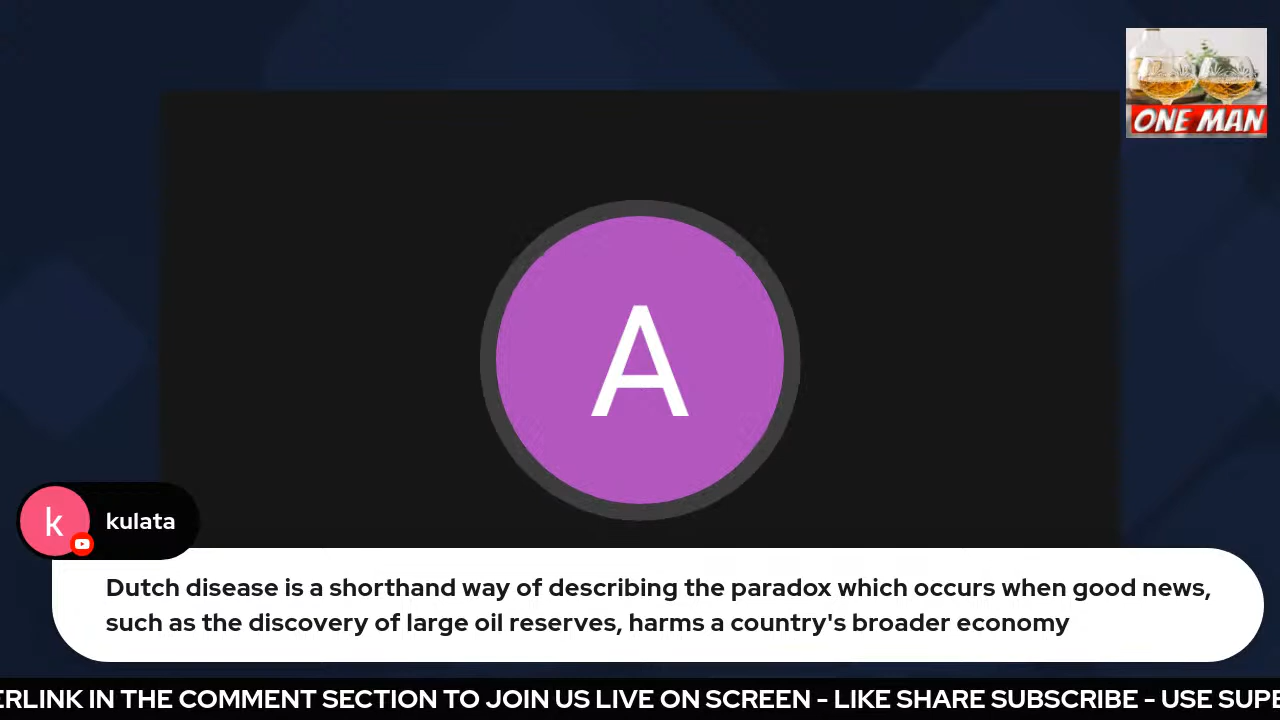 ONE MAN
A
k
kulata
Dutch disease is a shorthand way of describing the paradox which occurs when good news,
such as the discovery of large oil reserves, harms a country's broader economy
ERLINK IN THE COMMENT SECTION TO JOIN US LIVE ON SCREEN - LIKE SHARE SUBSCRIBE - USE SUPE